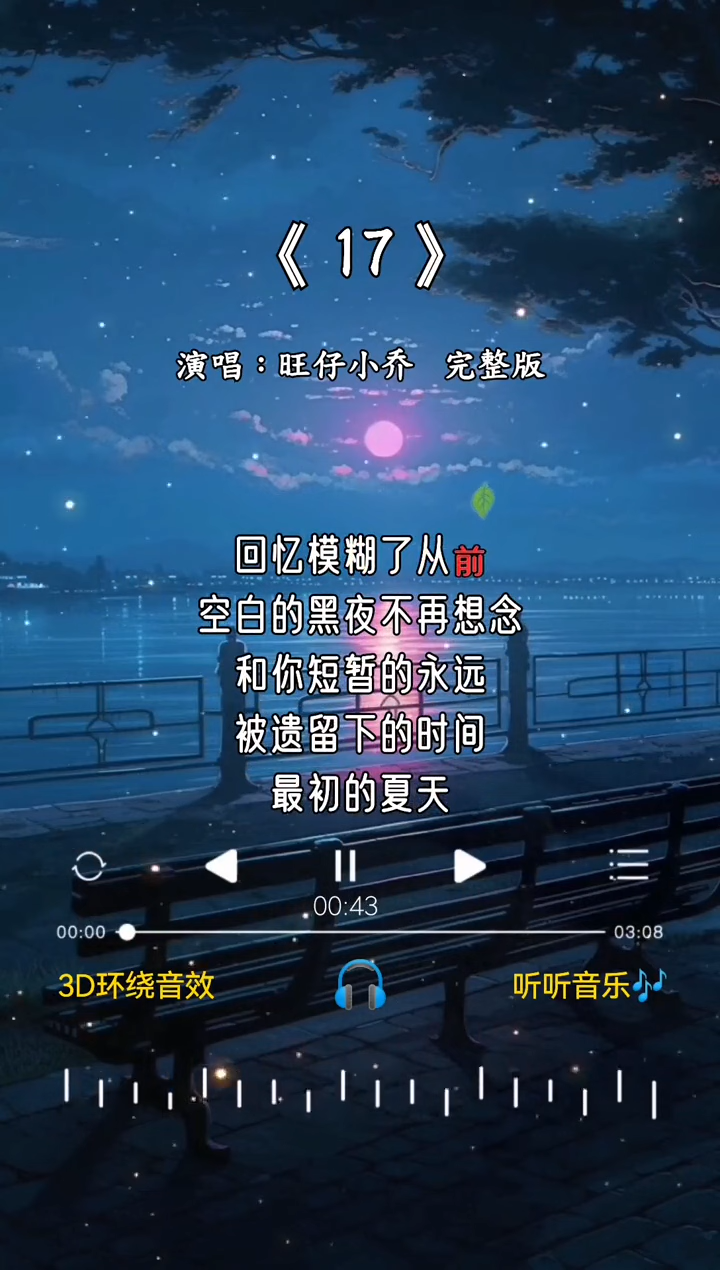 《 17 》
演唱：旺仔小乔 完整版
回忆模糊了从前
空白的黑夜不再想念
和你短暂的永远
被遗留下的时间
最初的夏天
00:43
00:00 03:08
3D环绕音效 听听音乐